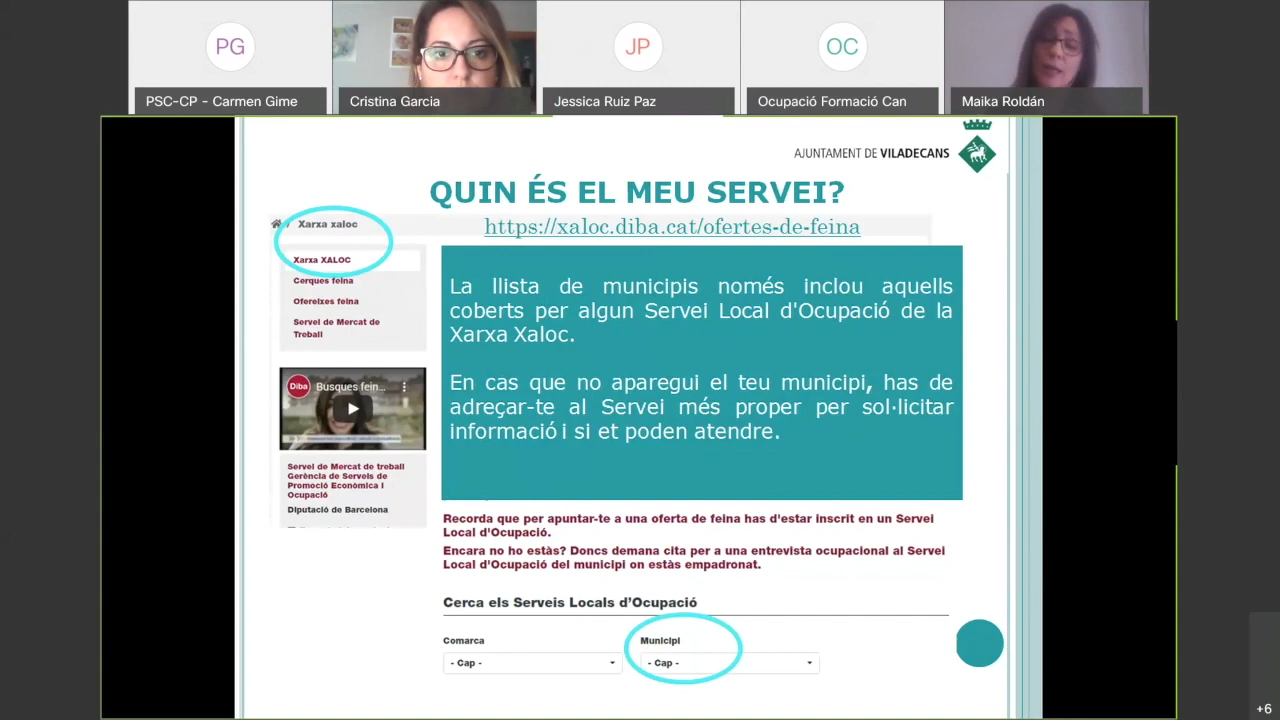 PG
JP
OC
PSC-CP - Carmen Gime
Cristina Garcia
Jessica Ruiz Paz
Ocupació Formació Can
Maika Roldán
AJUNTAMENT DE VILADECANS
QUIN ÉS EL MEU SERVEI?
https://xaloc.diba.cat/ofertes-de-feina
Xarxa xaloc
Xarxa XALOC
Cerques feina
Ofereixes feina
Servei de Mercat de
Treball
Diba
Busques fein...
Servei de Mercat de treball
Gerència de Serveis de
Promoció Econòmica i
Ocupació
Diputació de Barcelona
La llista de municipis només inclou aquells
coberts per algun Servei Local d'Ocupació de la
Xarxa Xaloc.
En cas que no aparegui el teu municipi, has de
adreçar-te al Servei més proper per sol·licitar
informació i si et poden atendre.
Recorda que per apuntar-te a una oferta de feina has d'estar inscrit en un Servei
Local d'Ocupació.
Encara no ho estàs? Doncs demana cita per a una entrevista ocupacional al Servei
Local d'Ocupació del municipi on estàs empadronat.
Cerca els Serveis Locals d'Ocupació
Comarca
Municipi
- Cap -
- Cap -
+6